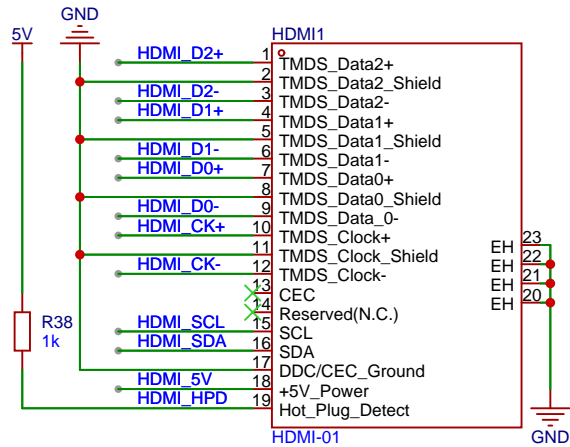 GND
5V
HDMI1
HDMI_D2+ 1 TMDS_Data2+
2 TMDS_Data2_Shield
HDMI_D2- 3 TMDS_Data2-
HDMI_D1+ 4 TMDS_Data1+
5 TMDS_Data1_Shield
HDMI_D1- 6 TMDS_Data1-
HDMI_D0+ 7 TMDS_Data0+
8 TMDS_Data0_Shield
HDMI_D0- 9 TMDS_Data_0-
HDMI_CK+ 10 TMDS_Clock+
11 TMDS_Clock_Shield
HDMI_CK- 12 TMDS_Clock-
13 CEC
14 Reserved(N.C.)
HDMI_SCL 15 SCL
HDMI_SDA 16 SDA
17 DDC/CEC_Ground
HDMI_5V 18 +5V_Power
HDMI_HPD 19 Hot_Plug_Detect
EH 23
EH 22
EH 21
EH 20
R38
1k
HDMI-01
GND